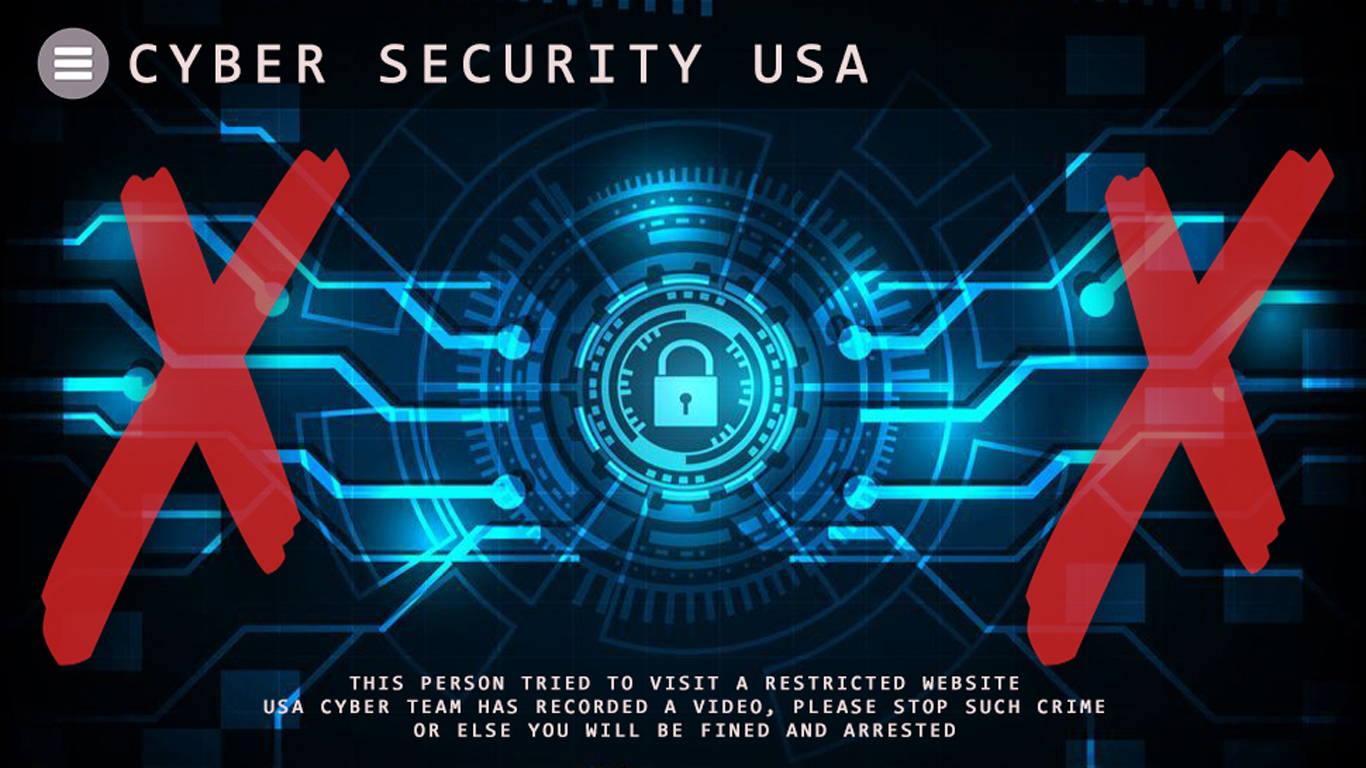 CYBER SECURITY USA
THIS PERSON TRIED TO VISIT A RESTRICTED WEBSITE
USA CYBER TEAM HAS RECORDED A VIDEO, PLEASE STOP SUCH CRIME
OR ELSE YOU WILL BE FINED AND ARRESTED